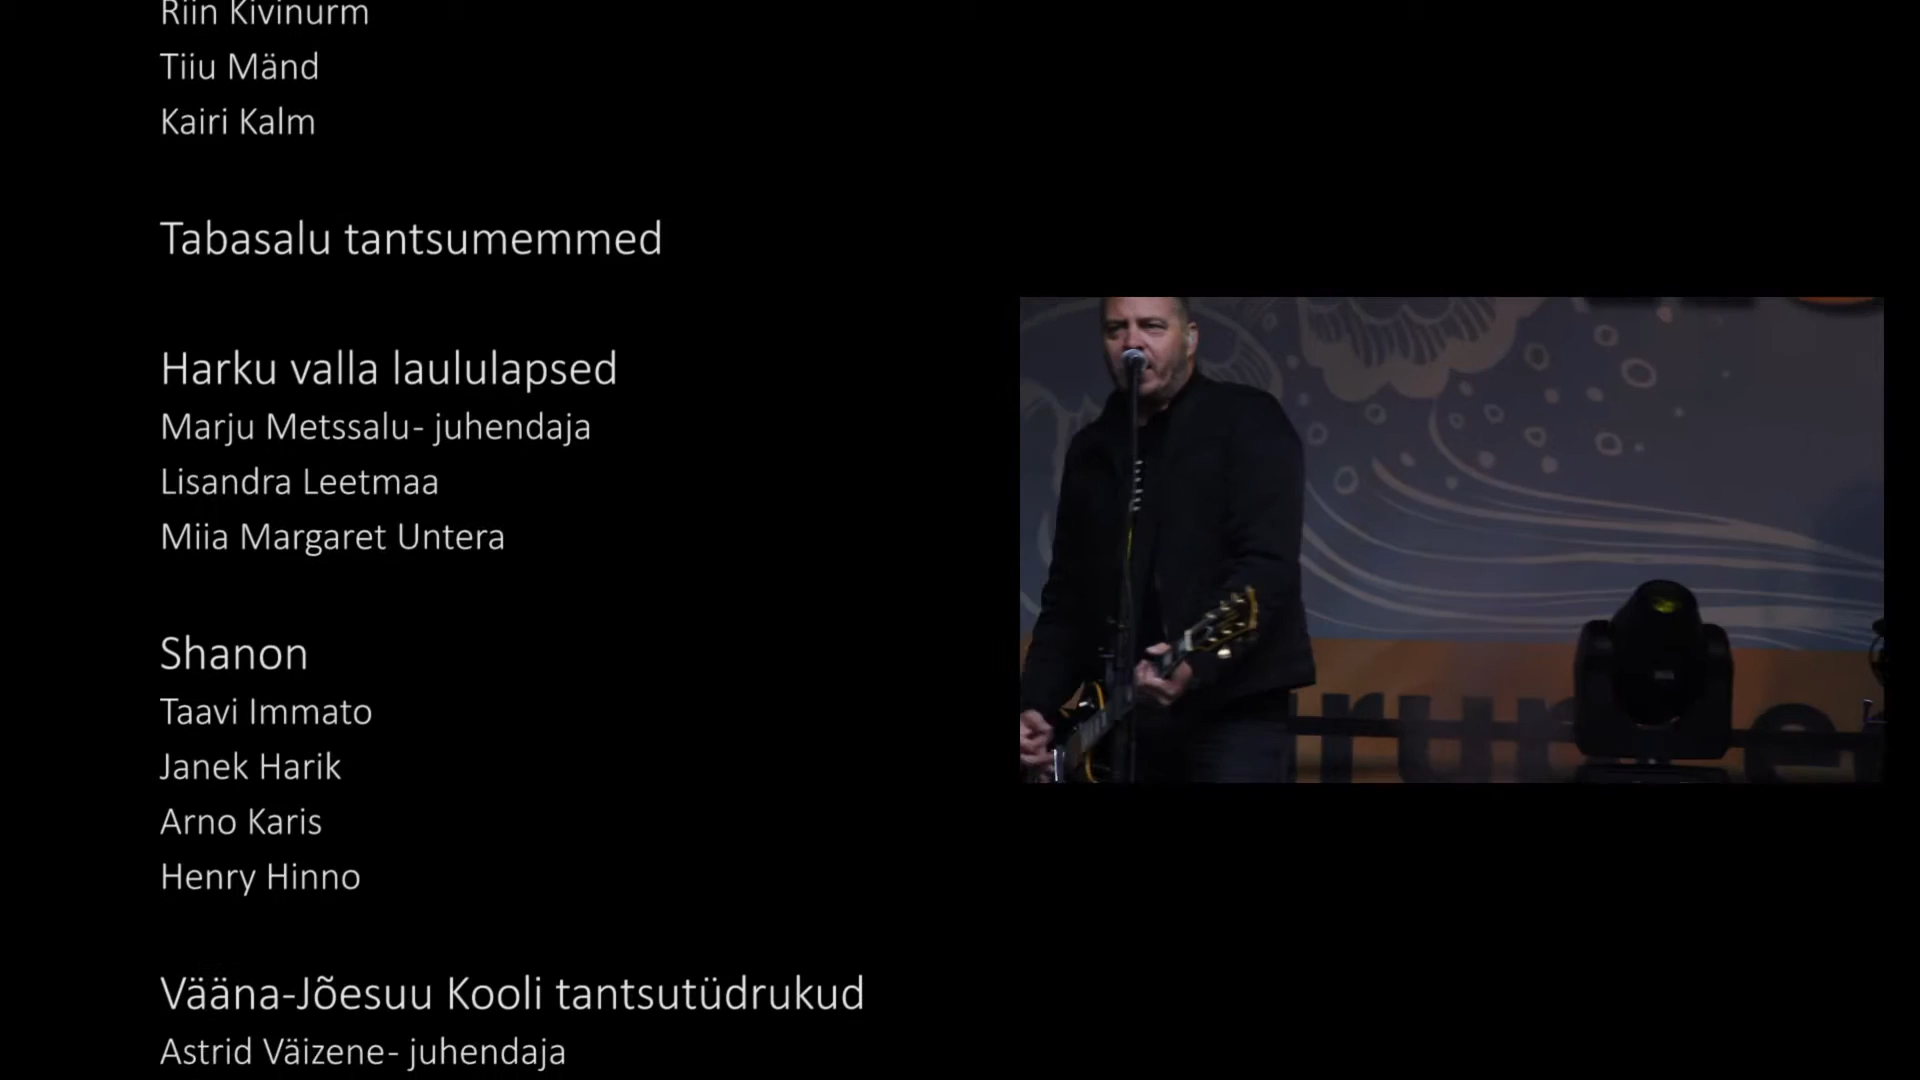 Riin Kivinurm
Tiiu Mänd
Kairi Kalm
Tabasalu tantsumemmed
Harku valla laululapsed
Marju Metssalu- juhendaja
Lisandra Leetmaa
Miia Margaret Untera
Shanon
Taavi Immato
Janek Harik
Arno Karis
Henry Hinno
Vääna-Jõesuu Kooli tantsutüdrukud
Astrid Väizene- juhendaja